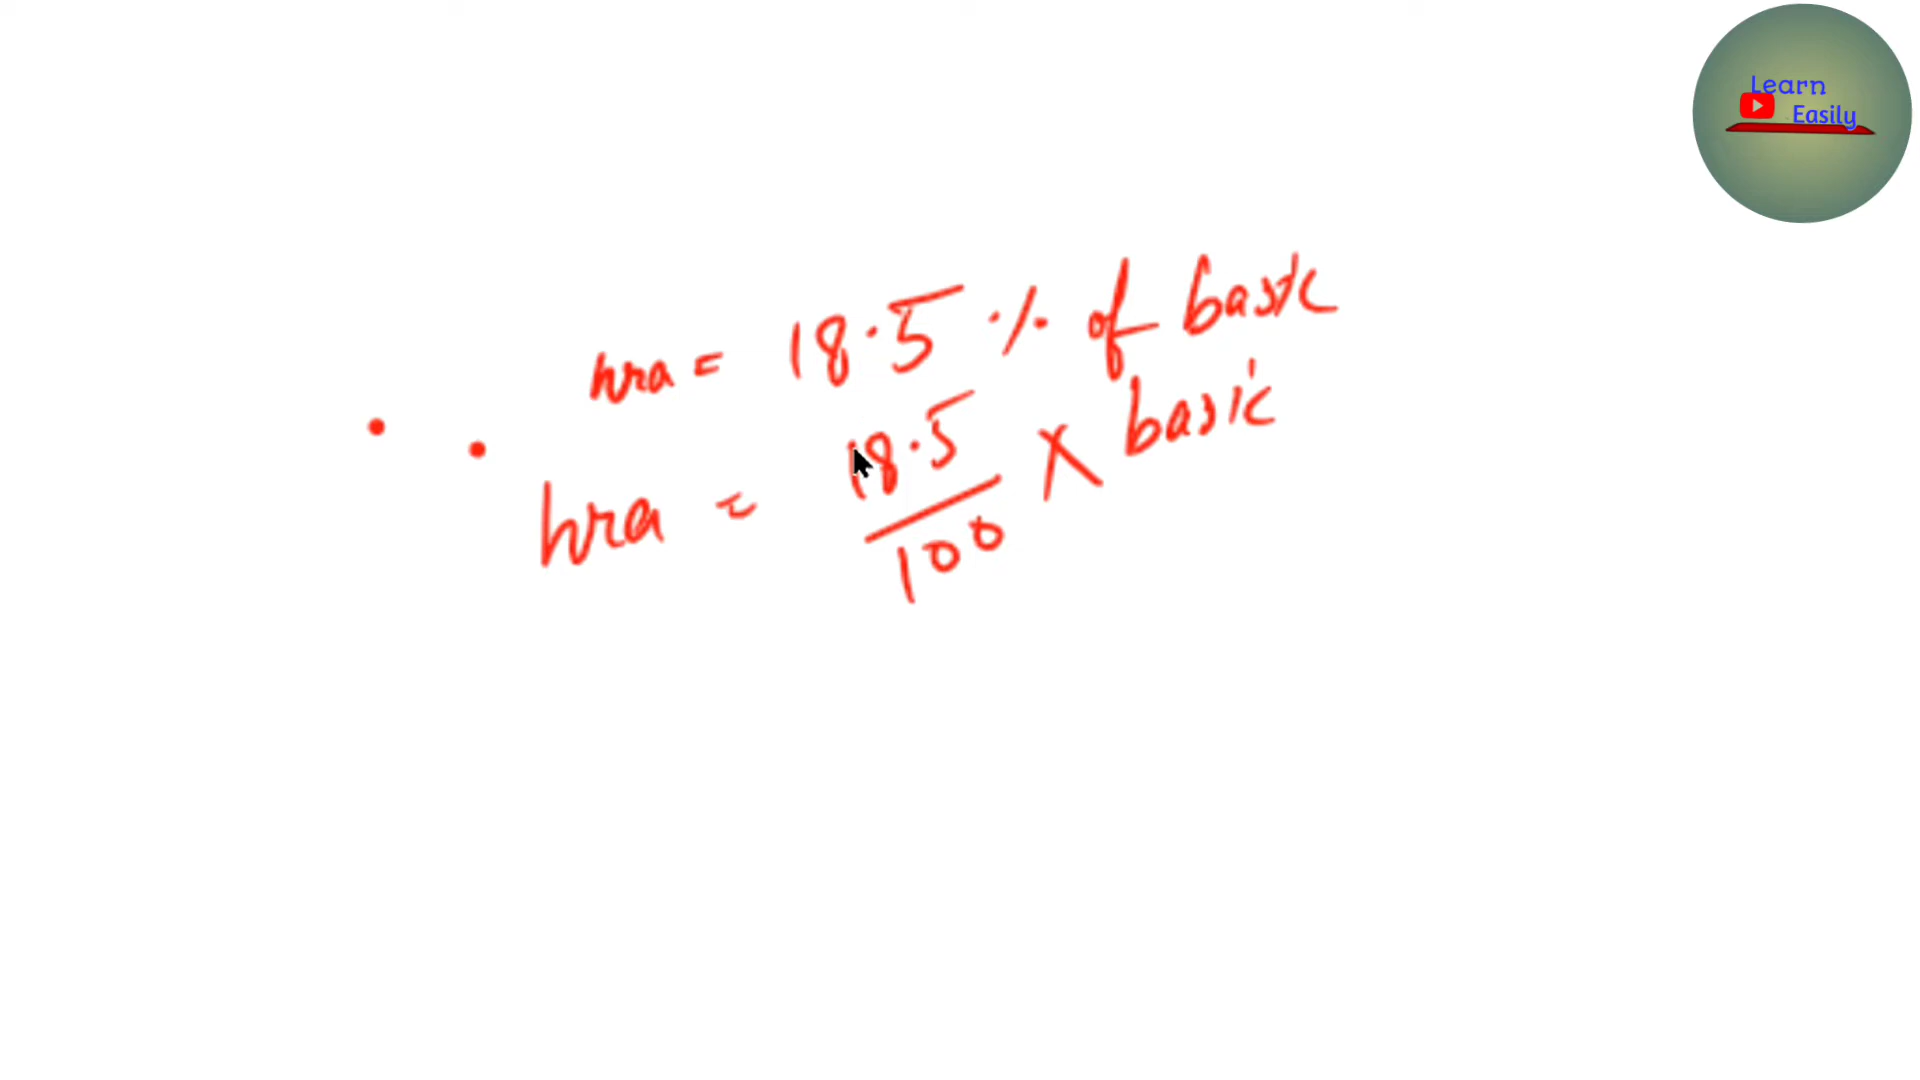 Learn
Easily
hra = 18.5 % of basic
hra = 18.5/100 X basic